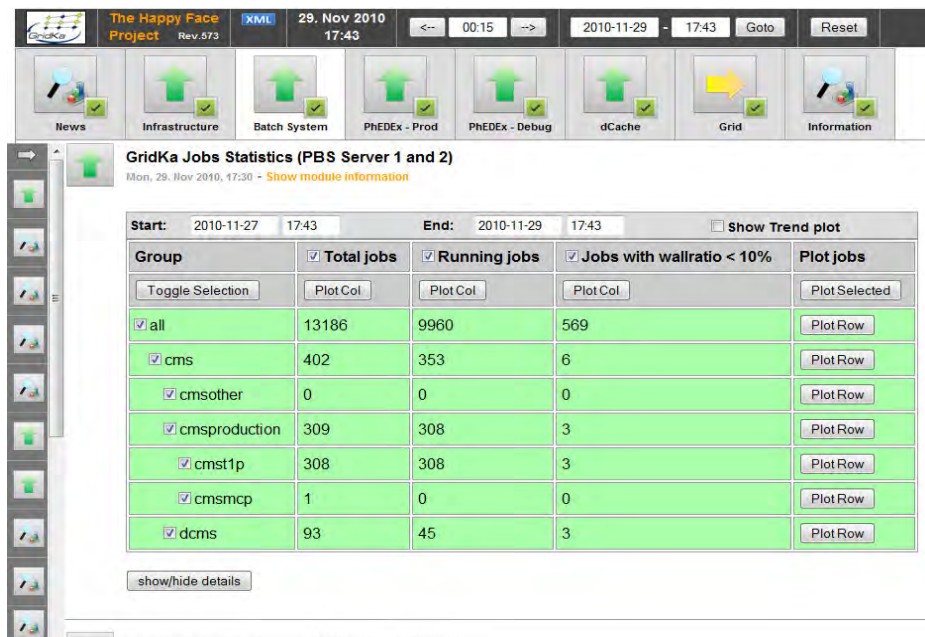 GridKa
The Happy Face
Project Rev.573
XML
29. Nov 2010
17:43
<-- 00:15 -->
2010-11-29 - 17:43 Goto
Reset
News
Infrastructure
Batch System
PhEDEx - Prod
PhEDEx - Debug
dCache
Grid
Information
GridKa Jobs Statistics (PBS Server 1 and 2)
Mon, 29. Nov 2010, 17:30 - Show module information
Start: 2010-11-27 17:43 End: 2010-11-29 17:43 Show Trend plot
Group Total jobs Running jobs Jobs with wallratio < 10% Plot jobs
Toggle Selection Plot Col Plot Col Plot Col Plot Selected
all 13186 9960 569 Plot Row
cms 402 353 6 Plot Row
cmsother 0 0 0 Plot Row
cmsproduction 309 308 3 Plot Row
cmst1p 308 308 3 Plot Row
cmsmcp 1 0 0 Plot Row
dcms 93 45 3 Plot Row
show/hide details